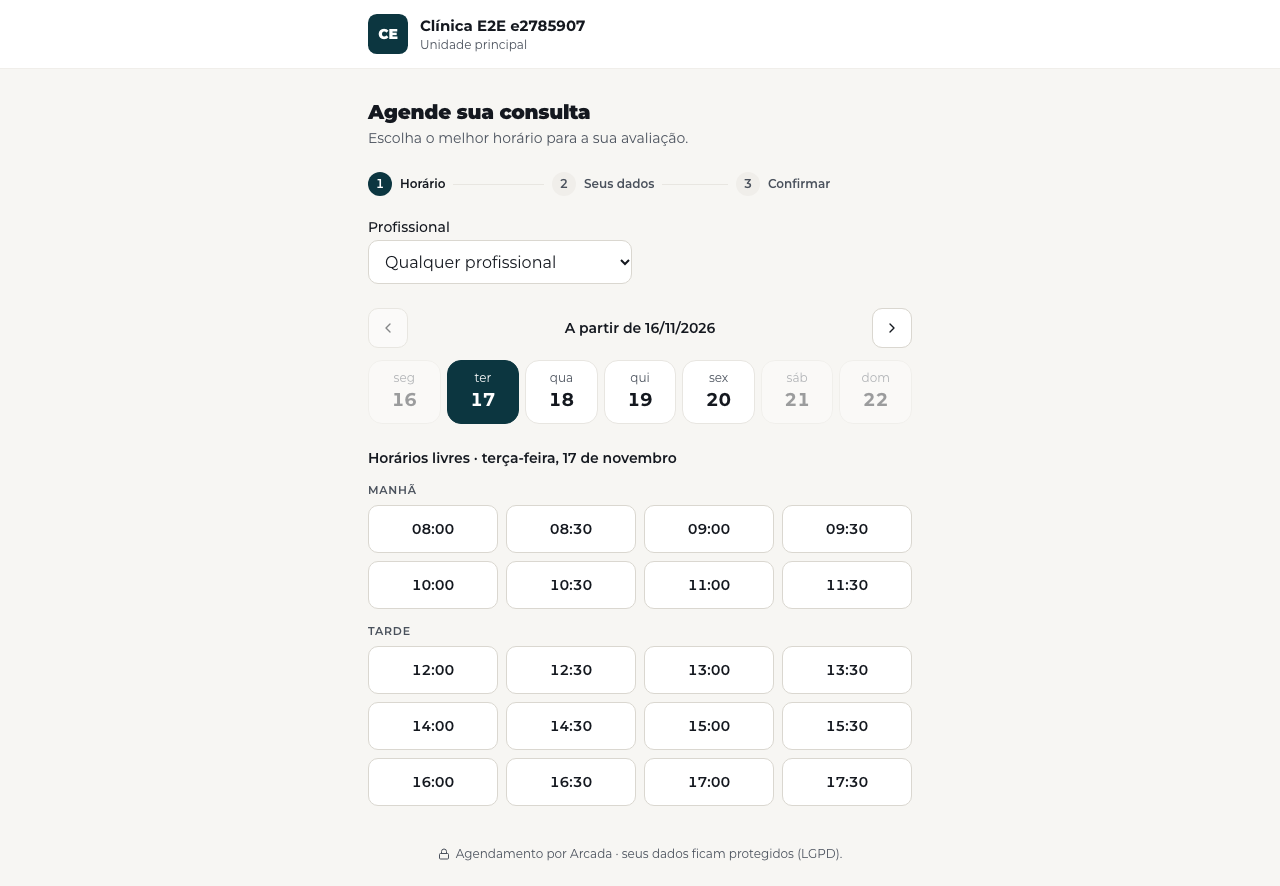 CE
Clínica E2E e2785907
Unidade principal
Agende sua consulta
Escolha o melhor horário para a sua avaliação.
1 Horário 2 Seus dados 3 Confirmar
Profissional
Qualquer profissional
A partir de 16/11/2026
seg ter qua qui sex sáb dom
16 17 18 19 20 21 22
Horários livres · terça-feira, 17 de novembro
MANHÃ
08:00 08:30 09:00 09:30
10:00 10:30 11:00 11:30
TARDE
12:00 12:30 13:00 13:30
14:00 14:30 15:00 15:30
16:00 16:30 17:00 17:30
Agendamento por Arcada · seus dados ficam protegidos (LGPD).